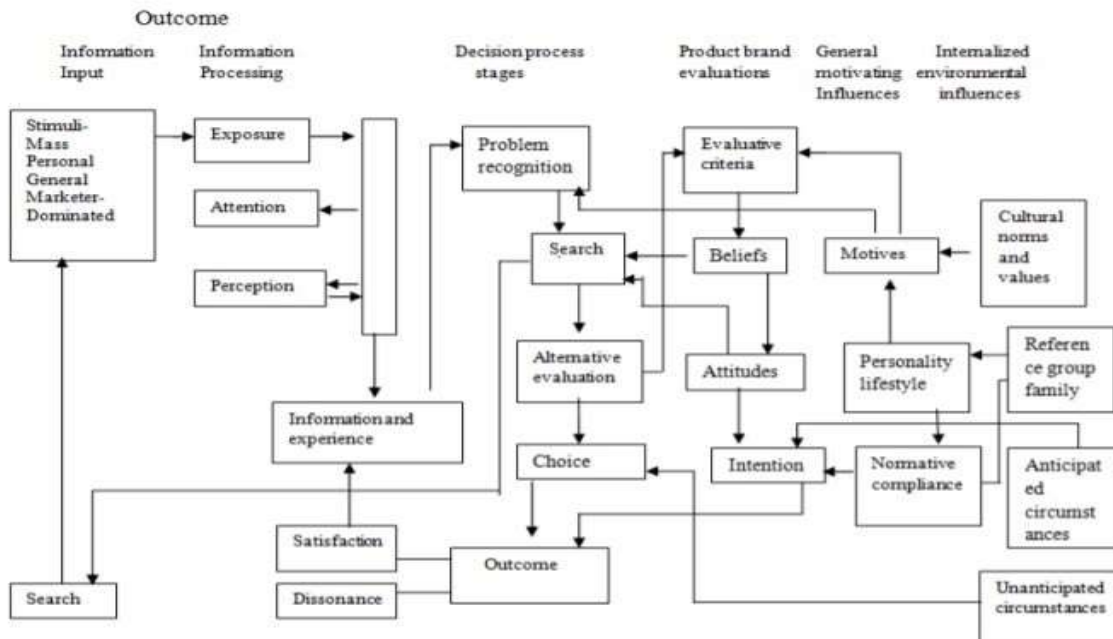 Outcome
Information
Input
Information
Processing
Decision process
stages
Product brand
evaluations
General
motivating
Influences
Internalized
environmental
influences
Stimuli-
Mass
Personal
General
Marketer-
Dominated
Exposure
Attention
Perception
Information and
experience
Satisfaction
Dissonance
Search
Problem
recognition
Search
Alternative
evaluation
Choice
Outcome
Evaluative
criteria
Beliefs
Attitudes
Intention
Motives
Personality
lifestyle
Normative
compliance
Cultural
norms
and
values
Referen
ce group
family
Anticipat
ed
circumst
ances
Unanticipated
circumstances